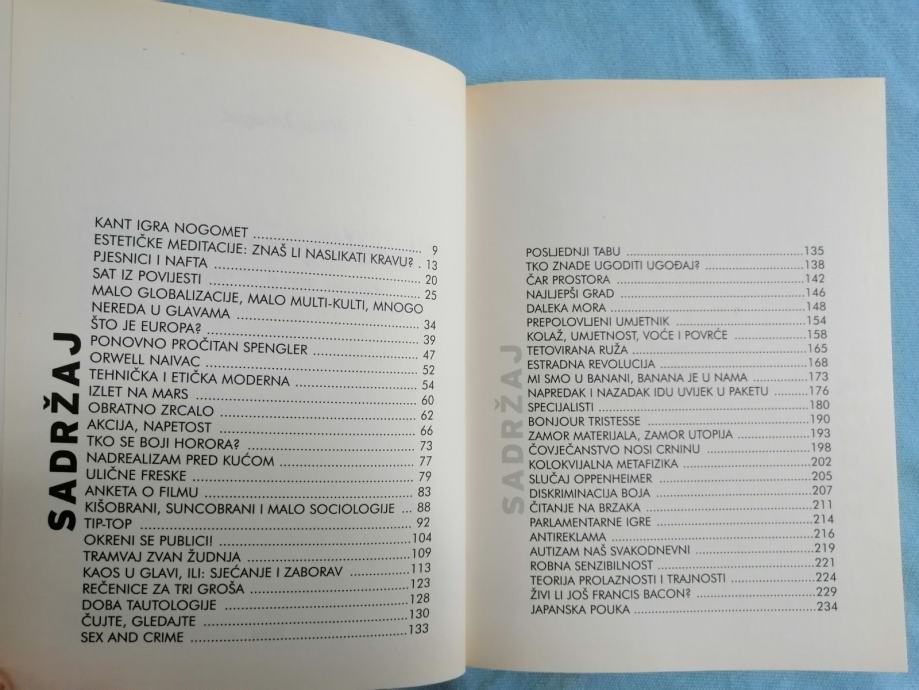 SADRŽAJ
KANT IGRA NOGOMET ........ 9
ESTETIČKE MEDITACIJE: ZNAŠ LI NASLIKATI KRAVU? . 13
PJESNICI I NAFTA ........ 20
SAT IZ POVIJESTI ........ 25
MALO GLOBALIZACIJE, MALO MULTI-KULTI, MNOGO
NEREDA U GLAVAMA ........ 34
ŠTO JE EUROPA? ........ 39
PONOVNO PROČITAN SPENGLER ........ 47
ORWELL NAIVAC ........ 52
TEHNIČKA I ETIČKA MODERNA ........ 54
IZLET NA MARS ........ 60
OBRATNO ZRCALO ........ 62
AKCIJA, NAPETOST ........ 66
TKO SE BOJI HORORA? ........ 73
NADREALIZAM PRED KUĆOM ........ 77
ULIČNE FRESKE ........ 79
ANKETA O FILMU ........ 83
KIŠOBRANI, SUNCOBRANI I MALO SOCIOLOGIJE ... 88
TIP-TOP ........ 92
OKRENI SE PUBLICI! ........ 104
TRAMVAJ ZVAN ŽUDNJA ........ 109
KAOS U GLAVI, ILI: SJEĆANJE I ZABORAV ........ 113
REČENICE ZA TRI GROŠA ........ 123
DOBA TAUTOLOGIJE ........ 128
ČUJTE, GLEDAJTE ........ 130
SEX AND CRIME ........ 133
SADRŽAJ
POSLJEDNJI TABU ........ 135
TKO ZNADE UGODITI UGOĐAJ? ........ 138
ČAR PROSTORA ........ 142
NAJLJEPŠI GRAD ........ 146
DALEKA MORA ........ 148
PREPOLOVLJENI UMJETNIK ........ 154
KOLAŽ, UMJETNOST, VOĆE I POVRĆE ........ 158
TETOVIRANA RUŽA ........ 165
ESTRADNA REVOLUCIJA ........ 168
MI SMO U BANANI, BANANA JE U NAMA ........ 173
NAPREDAK I NAZADAK IDU UVIJEK U PAKETU ........ 176
SPECIJALISTI ........ 180
BONJOUR TRISTESSE ........ 190
ZAMOR MATERIJALA, ZAMOR UTOPIJA ........ 193
ČOVJEČANSTVO NOSI CRNINU ........ 198
KOLOKVIJALNA METAFIZIKA ........ 202
SLUČAJ OPPENHEIMER ........ 205
DISKRIMINACIJA BOJA ........ 207
ČITANJE NA BRZAKA ........ 211
PARLAMENTARNE IGRE ........ 214
ANTIREKLAMA ........ 216
AUTIZAM NAŠ SVAKODNEVNI ........ 219
ROBNA SENZIBILNOST ........ 221
TEORIJA PROLAZNOSTI I TRAJNOSTI ........ 224
ŽIVI LI JOŠ FRANCIS BACON? ........ 229
JAPANSKA POUKA ........ 234